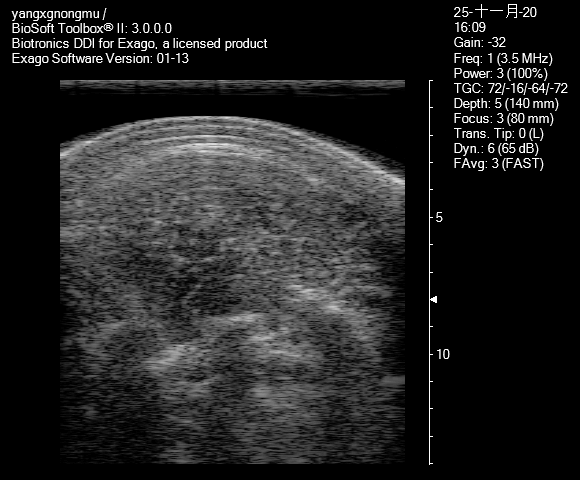 yangxgnongmu /
BioSoft Toolbox® II: 3.0.0.0
Biotronics DDI for Exago, a licensed product
Exago Software Version: 01-13
25-十一月-20
16:09
Gain: -32
Freq: 1 (3.5 MHz)
Power: 3 (100%)
TGC: 72/-16/-64/-72
Depth: 5 (140 mm)
Focus: 3 (80 mm)
Trans. Tip: 0 (L)
Dyn.: 6 (65 dB)
FAvg: 3 (FAST)
5
10